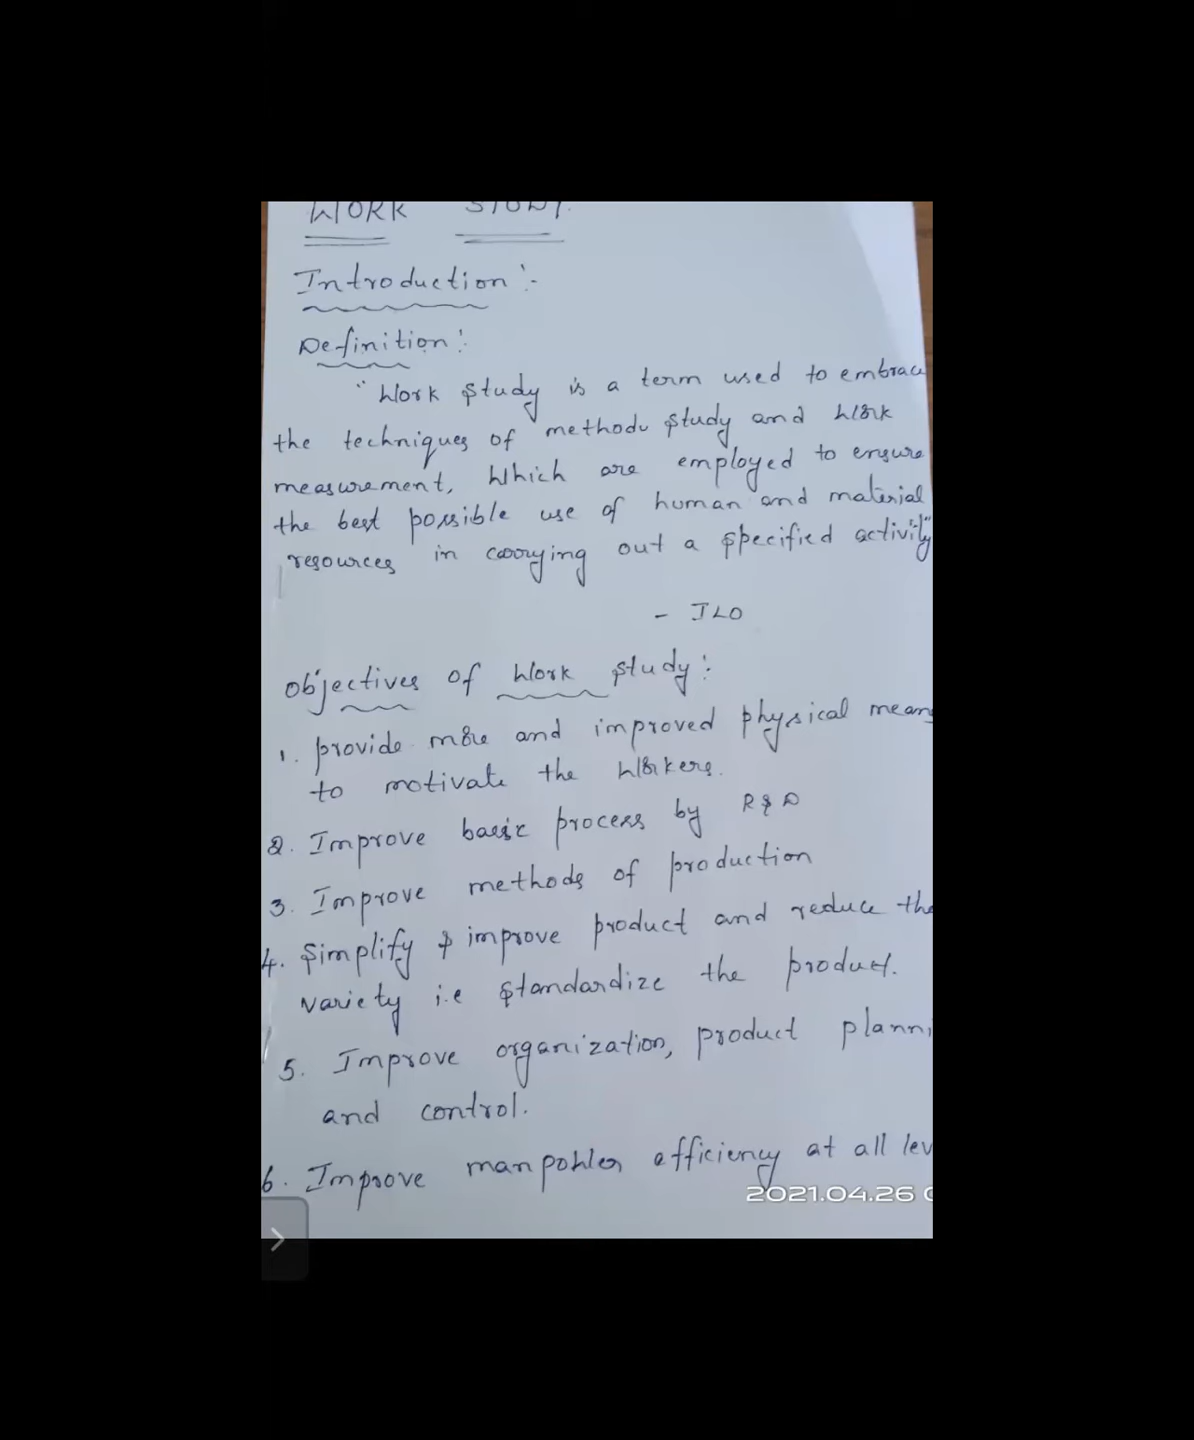 WORK STUDY.
Introduction :-
Definition :
" Work study is a term used to embrace
the techniques of method study and work
measurement, which are employed to ensure
the best possible use of human and material
resources in carrying out a specified activity"
- ILO
Objectives of work study :
1. provide more and improved physical means
to motivate the workers.
2. Improve basic process by R & D
3. Improve methods of production
4. simplify & improve product and reduce the
variety i.e standardize the product.
5. Improve organization, product planni
and control.
6. Improve manpower efficiency at all lev
2021.04.26